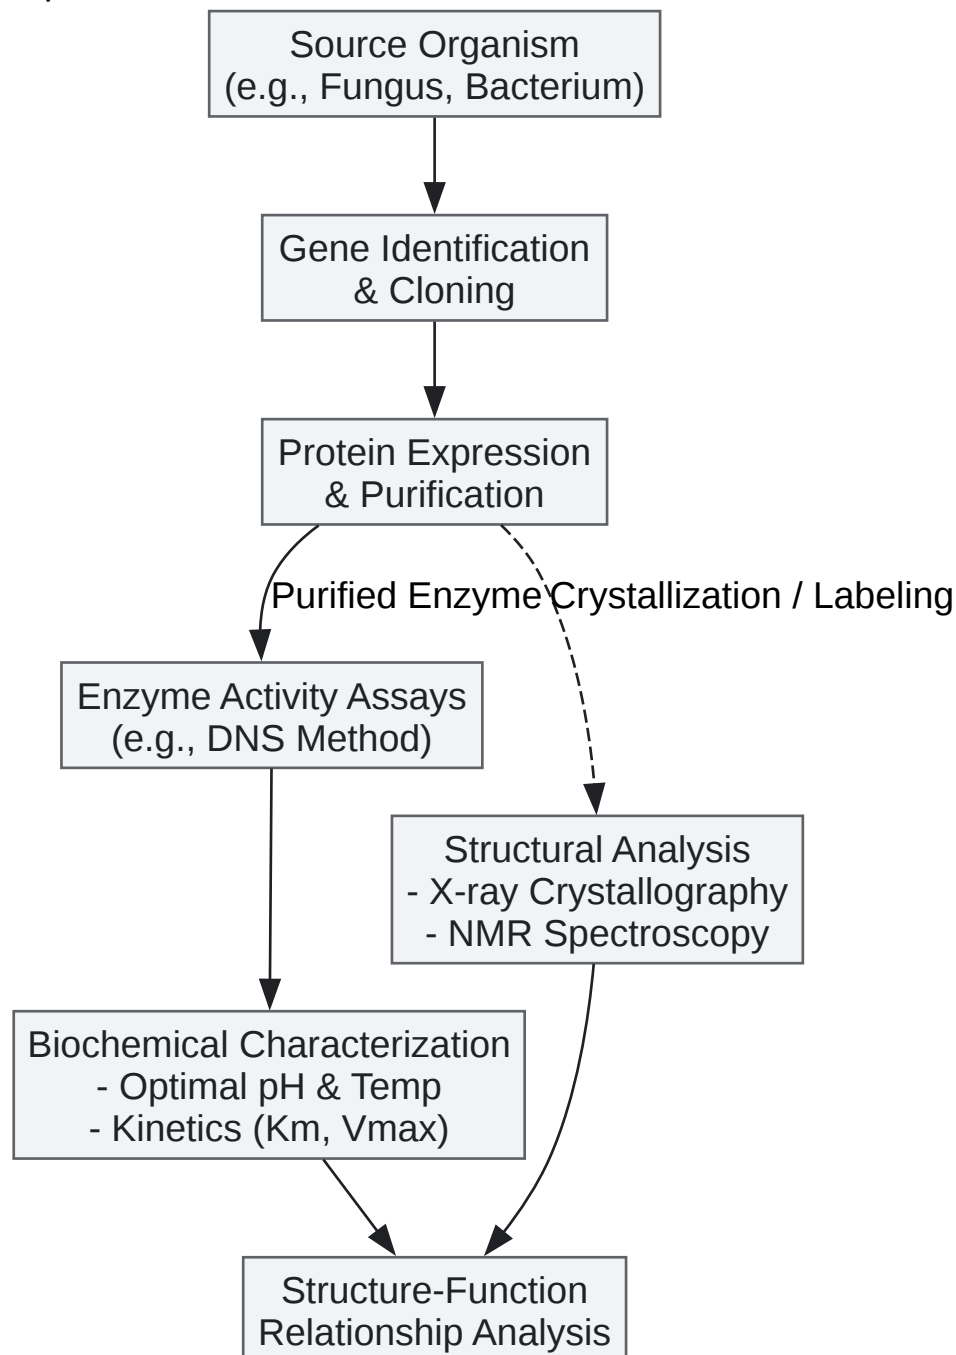 Source Organism
(e.g., Fungus, Bacterium)
Gene Identification
& Cloning
Protein Expression
& Purification
Purified Enzyme
Crystallization / Labeling
Enzyme Activity Assays
(e.g., DNS Method)
Structural Analysis
- X-ray Crystallography
- NMR Spectroscopy
Biochemical Characterization
- Optimal pH & Temp
- Kinetics (Km, Vmax)
Structure-Function
Relationship Analysis